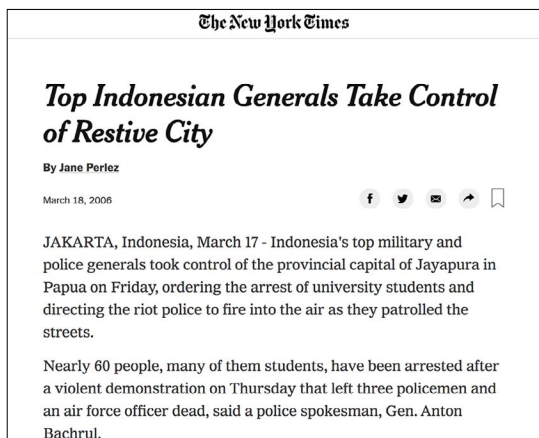 The New York Times
Top Indonesian Generals Take Control
of Restive City
By Jane Perlez
March 18, 2006
JAKARTA, Indonesia, March 17 - Indonesia's top military and
police generals took control of the provincial capital of Jayapura in
Papua on Friday, ordering the arrest of university students and
directing the riot police to fire into the air as they patrolled the
streets.
Nearly 60 people, many of them students, have been arrested after
a violent demonstration on Thursday that left three policemen and
an air force officer dead, said a police spokesman, Gen. Anton
Bachrul.